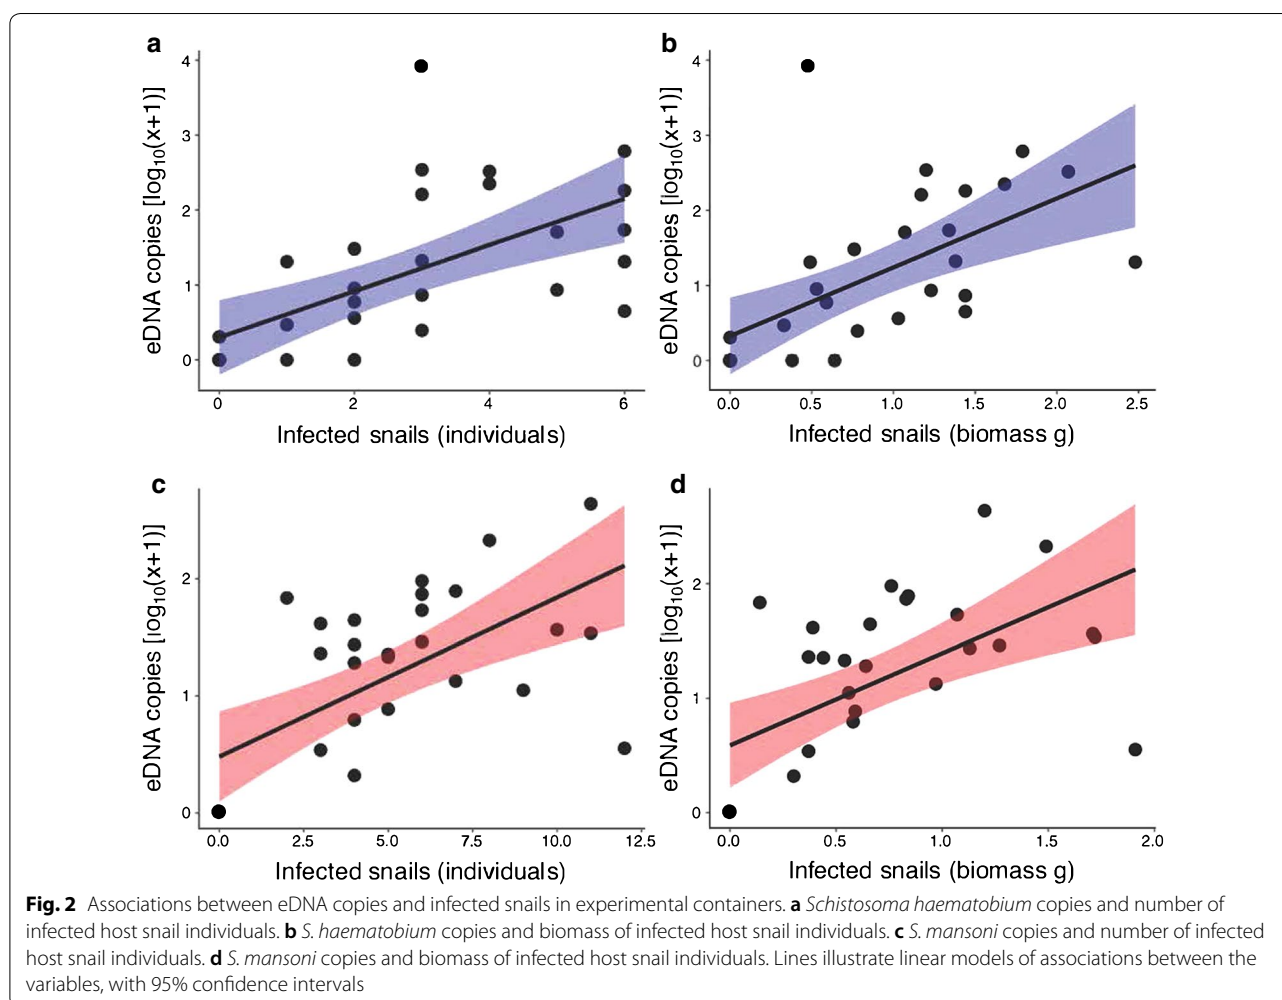 a
b
4
3
2
1
0
eDNA copies [log10(x+1)]
0
2
4
6
Infected snails (individuals)
4
3
2
1
0
eDNA copies [log10(x+1)]
0.0
0.5
1.0
1.5
2.0
2.5
Infected snails (biomass g)
c
d
2
1
0
eDNA copies [log10(x+1)]
0.0
2.5
5.0
7.5
10.0
12.5
Infected snails (individuals)
2
1
0
eDNA copies [log10(x+1)]
0.0
0.5
1.0
1.5
2.0
Infected snails (biomass g)
Fig. 2 Associations between eDNA copies and infected snails in experimental containers. a Schistosoma haematobium copies and number of
infected host snail individuals. b S. haematobium copies and biomass of infected host snail individuals. c S. mansoni copies and number of infected
host snail individuals. d S. mansoni copies and biomass of infected host snail individuals. Lines illustrate linear models of associations between the
variables, with 95% confidence intervals